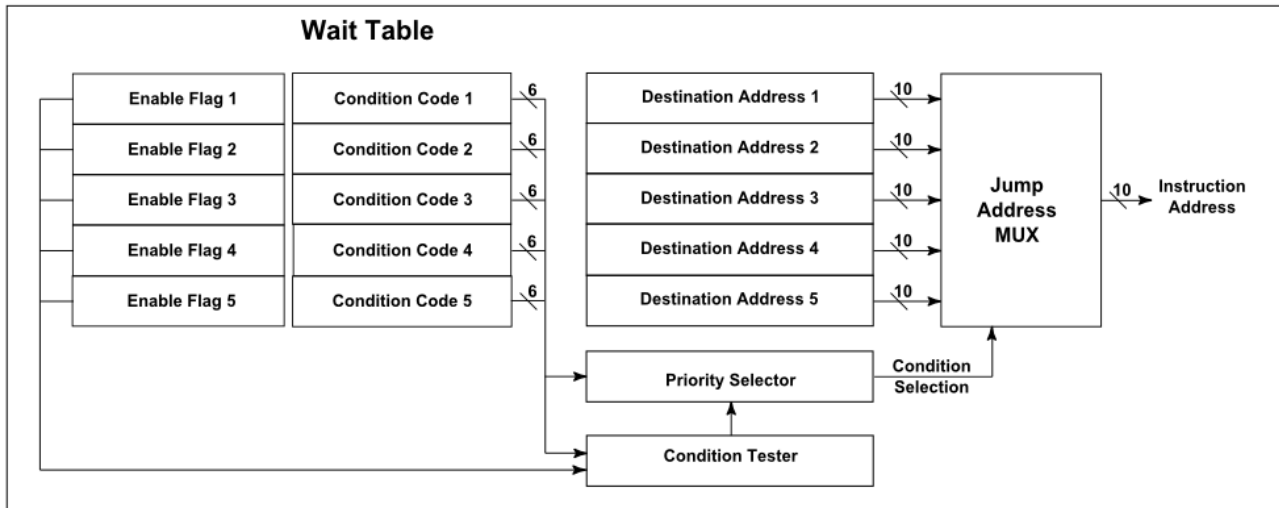 Wait Table
Enable Flag 1 Condition Code 1 6 Destination Address 1 10
Enable Flag 2 Condition Code 2 6 Destination Address 2 10
Enable Flag 3 Condition Code 3 6 Destination Address 3 10
Enable Flag 4 Condition Code 4 6 Destination Address 4 10
Enable Flag 5 Condition Code 5 6 Destination Address 5 10
Jump
Address
MUX
10
Instruction
Address
Priority Selector
Condition
Selection
Condition Tester